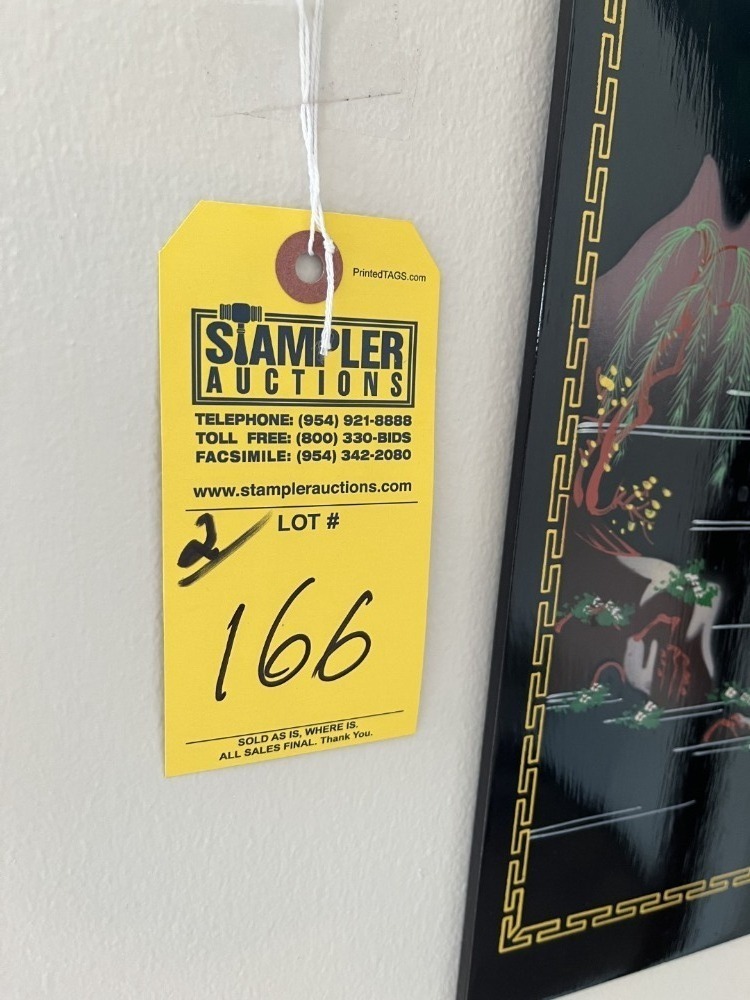 PrintedTAGS.com
STAMPLER
AUCTIONS
TELEPHONE: (954) 921-8888
TOLL FREE: (800) 330-BIDS
FACSIMILE: (954) 342-2080
www.stamplerauctions.com
2 LOT #
166
SOLD AS IS, WHERE IS.
ALL SALES FINAL. Thank You.